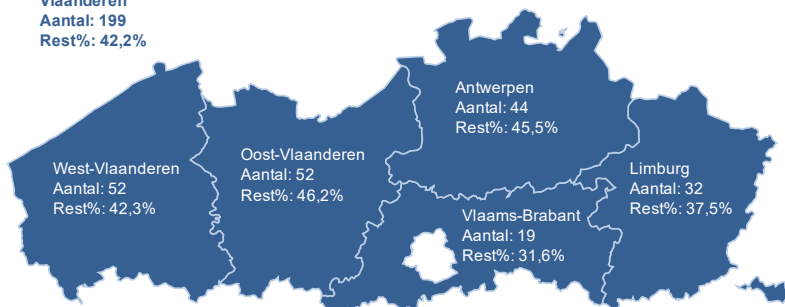 Vlaanderen
Aantal: 199
Rest%: 42,2%
Antwerpen
Aantal: 44
Rest%: 45,5%
West-Vlaanderen
Aantal: 52
Rest%: 42,3%
Oost-Vlaanderen
Aantal: 52
Rest%: 46,2%
Limburg
Aantal: 32
Rest%: 37,5%
Vlaams-Brabant
Aantal: 19
Rest%: 31,6%